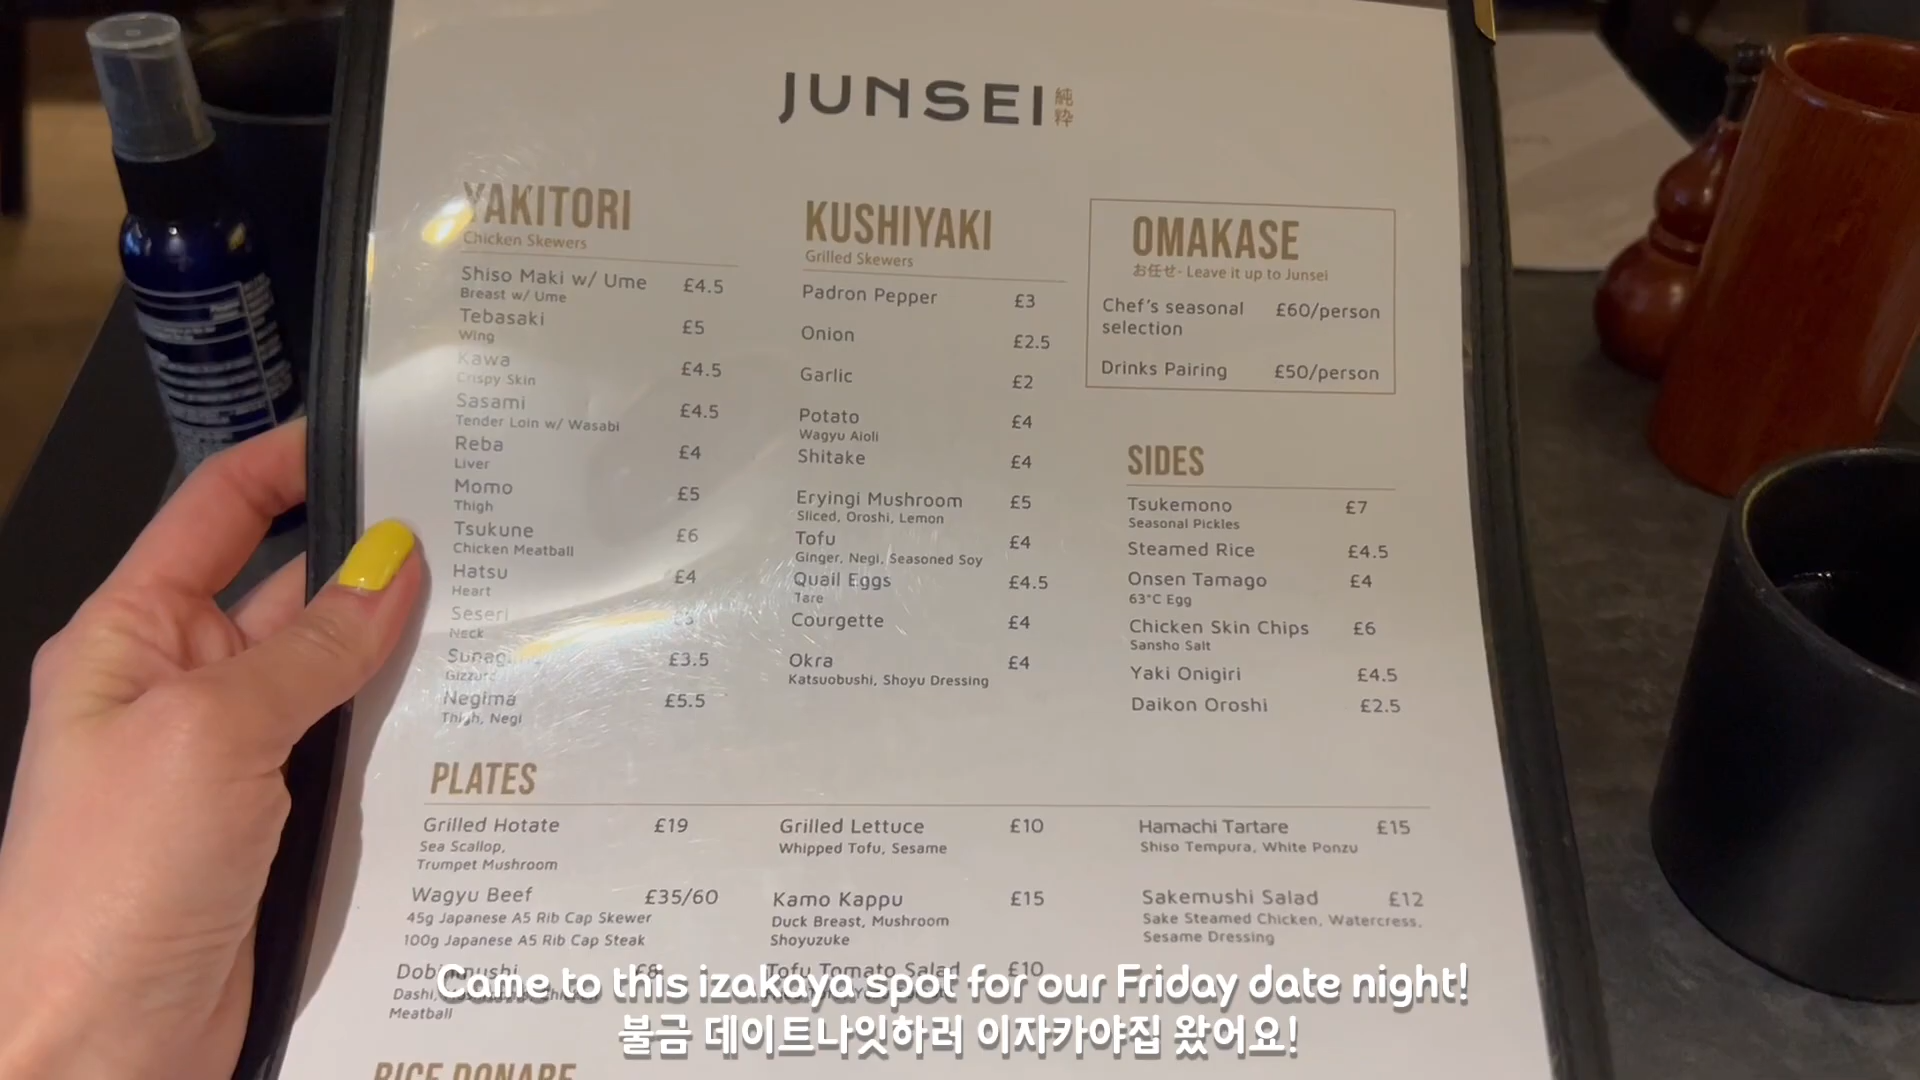 JUNSEI 純粋
YAKITORI
Chicken Skewers
Shiso Maki w/ Ume £4.5
Breast w/ Ume
Tebasaki £5
Wing
Kawa £4.5
Crispy Skin
Sasami £4.5
Tender Loin w/ Wasabi
Reba £4
Liver
Momo £5
Thigh
Tsukune £6
Chicken Meatball
Hatsu £4
Heart
Seseri
Neck
£3.5
Negima £5.5
Thigh, Negi
KUSHIYAKI
Grilled Skewers
Padron Pepper £3
Onion £2.5
Garlic £2
Potato £4
Wagyu Aioli
Shitake £4
Eryingi Mushroom £5
Sliced, Oroshi, Lemon
Tofu £4
Ginger, Negi, Seasoned Soy
Quail Eggs £4.5
Tare
Courgette £4
Okra £4
Katsuobushi, Shoyu Dressing
OMAKASE
お任せ- Leave it up to Junsei
Chef's seasonal £60/person
selection
Drinks Pairing £50/person
SIDES
Tsukemono £7
Seasonal Pickles
Steamed Rice £4.5
Onsen Tamago £4
63°C Egg
Chicken Skin Chips £6
Sansho Salt
Yaki Onigiri £4.5
Daikon Oroshi £2.5
PLATES
Grilled Hotate £19
Sea Scallop,
Trumpet Mushroom
Wagyu Beef £35/60
45g Japanese A5 Rib Cap Skewer
100g Japanese A5 Rib Cap Steak
£8
Dashi,
Meatball
Grilled Lettuce £10
Whipped Tofu, Sesame
Kamo Kappu £15
Duck Breast, Mushroom
Shoyuzuke
Tofu Tomato Salad £10
Hamachi Tartare £15
Shiso Tempura, White Ponzu
Sakemushi Salad £12
Sake Steamed Chicken, Watercress,
Sesame Dressing
RICE DONABE
Came to this izakaya spot for our Friday date night!
불금 데이트나잇하러 이자카야집 왔어요!